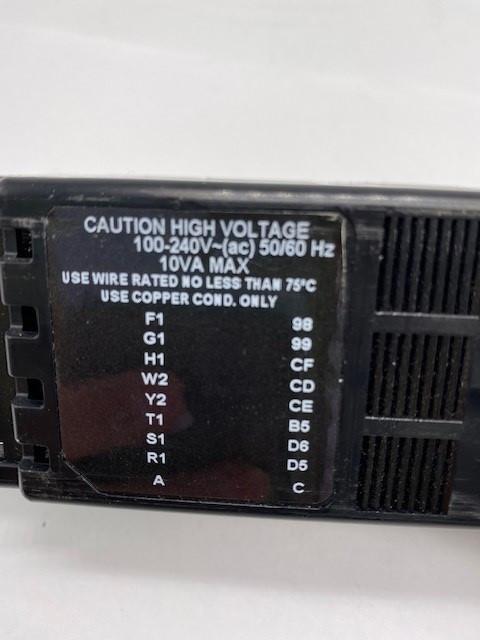 CAUTION HIGH VOLTAGE
100-240V~(ac) 50/60 Hz
10VA MAX
USE WIRE RATED NO LESS THAN 75°C
USE COPPER COND. ONLY
F1 98
G1 99
H1 CF
W2 CD
Y2 CE
T1 B5
S1 D6
R1 D5
A C